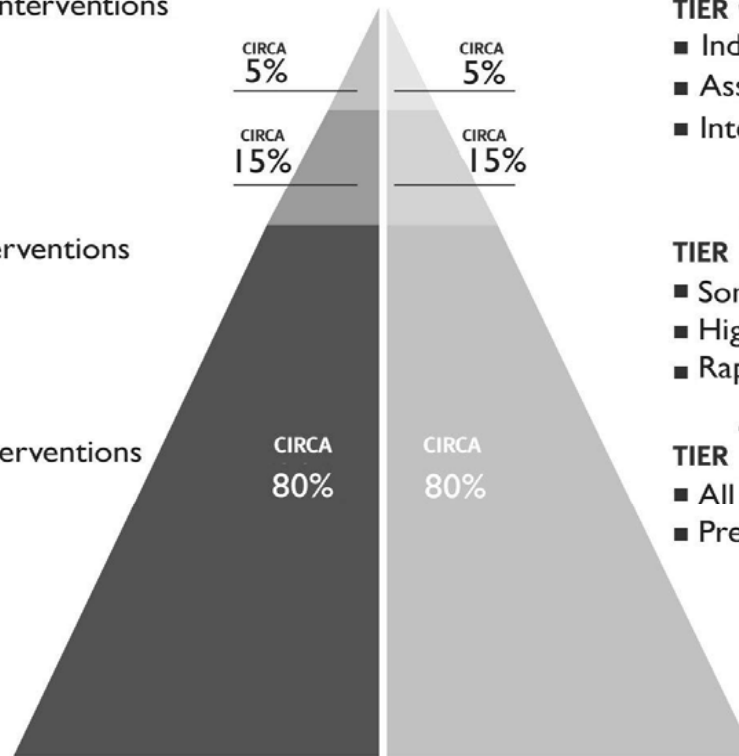 nterventions
TIER
CIRCA
5%
CIRCA
5%
■ Ind
■ Ass
■ Inte
CIRCA
15%
CIRCA
15%
erventions
TIER
■ Son
■ Hig
■ Rap
erventions
CIRCA
80%
CIRCA
80%
TIER
■ All
■ Pre